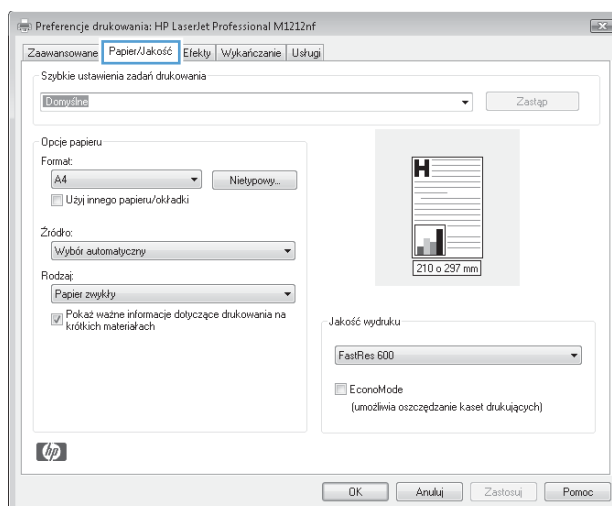 Preferencje drukowania: HP LaserJet Professional M1212nf
Zaawansowane Papier/Jakość Efekty Wykańczanie Usługi
Szybkie ustawienia zadań drukowania
Domyślne
Zastąp
Opcje papieru
Format:
A4
Nietypowy...
Użyj innego papieru/okładki
Źródło:
Wybór automatyczny
Rodzaj:
Papier zwykły
Pokaż ważne informacje dotyczące drukowania na
krótkich materiałach
H
210 o 297 mm
Jakość wydruku
FastRes 600
EconoMode
(umożliwia oszczędzanie kaset drukujących)
hp
OK Anuluj Zastosuj Pomoc